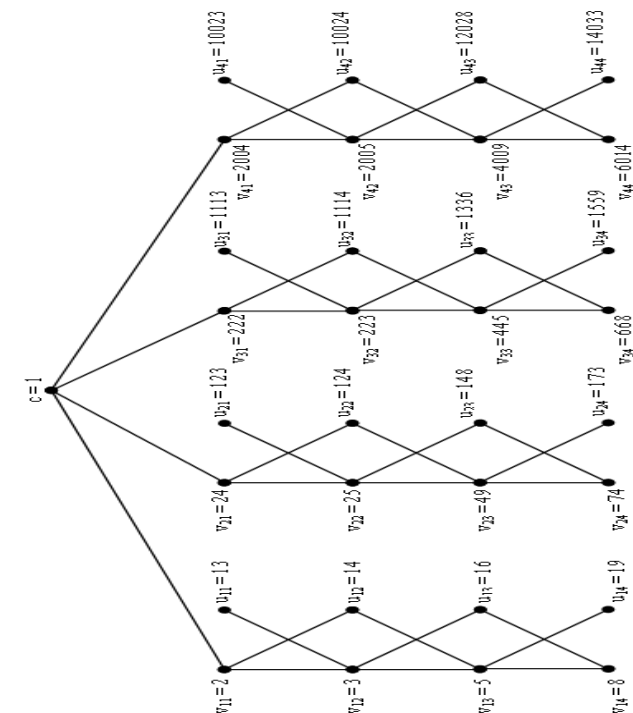 c = 1
v₁₁ = 2
u₁₁ = 13
v₁₂ = 3
u₁₂ = 14
v₁₃ = 5
u₁₃ = 16
v₁₄ = 8
u₁₄ = 19
v₂₁ = 24
u₂₁ = 123
v₂₂ = 25
u₂₂ = 124
v₂₃ = 49
u₂₃ = 148
v₂₄ = 74
u₂₄ = 173
v₃₁ = 222
u₃₁ = 1113
v₃₂ = 223
u₃₂ = 1114
v₃₃ = 445
u₃₃ = 1336
v₃₄ = 668
u₃₄ = 1559
v₄₁ = 2004
u₄₁ = 10023
v₄₂ = 2005
u₄₂ = 10024
v₄₃ = 4009
u₄₃ = 12028
v₄₄ = 6014
u₄₄ = 14033